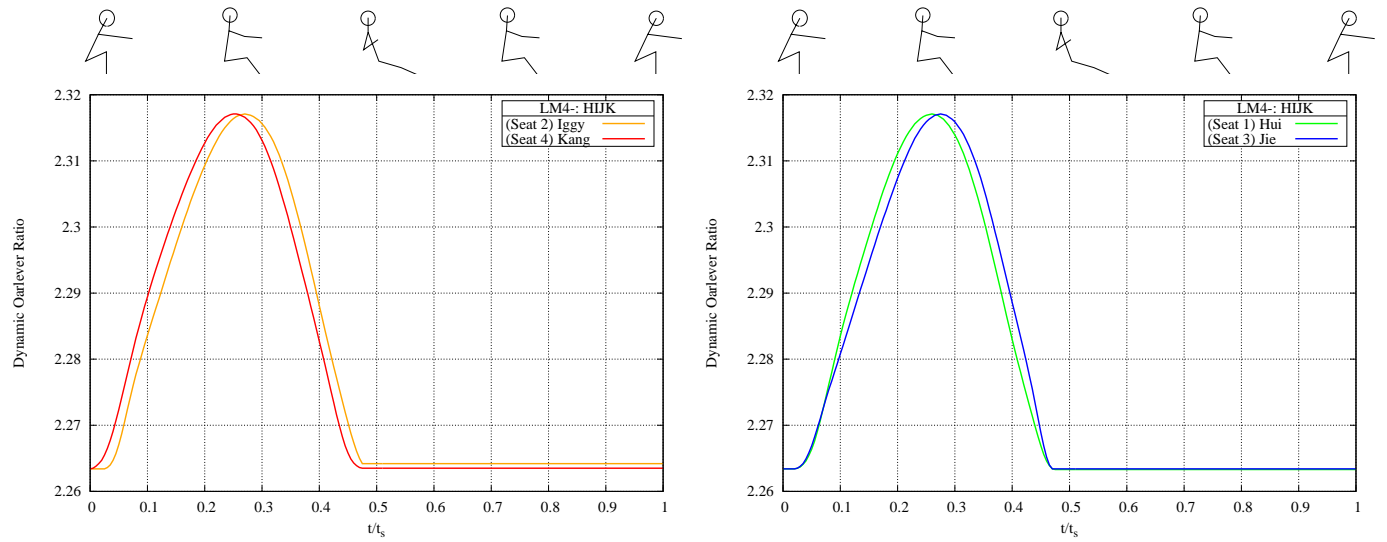 LM4-: HIJK
(Seat 2) Iggy
(Seat 4) Kang
2.32
2.31
2.3
2.29
2.28
2.27
2.26
Dynamic Oarlever Ratio
0 0.1 0.2 0.3 0.4 0.5 0.6 0.7 0.8 0.9 1
t/ts
LM4-: HIJK
(Seat 1) Hui
(Seat 3) Jie
2.32
2.31
2.3
2.29
2.28
2.27
2.26
Dynamic Oarlever Ratio
0 0.1 0.2 0.3 0.4 0.5 0.6 0.7 0.8 0.9 1
t/ts